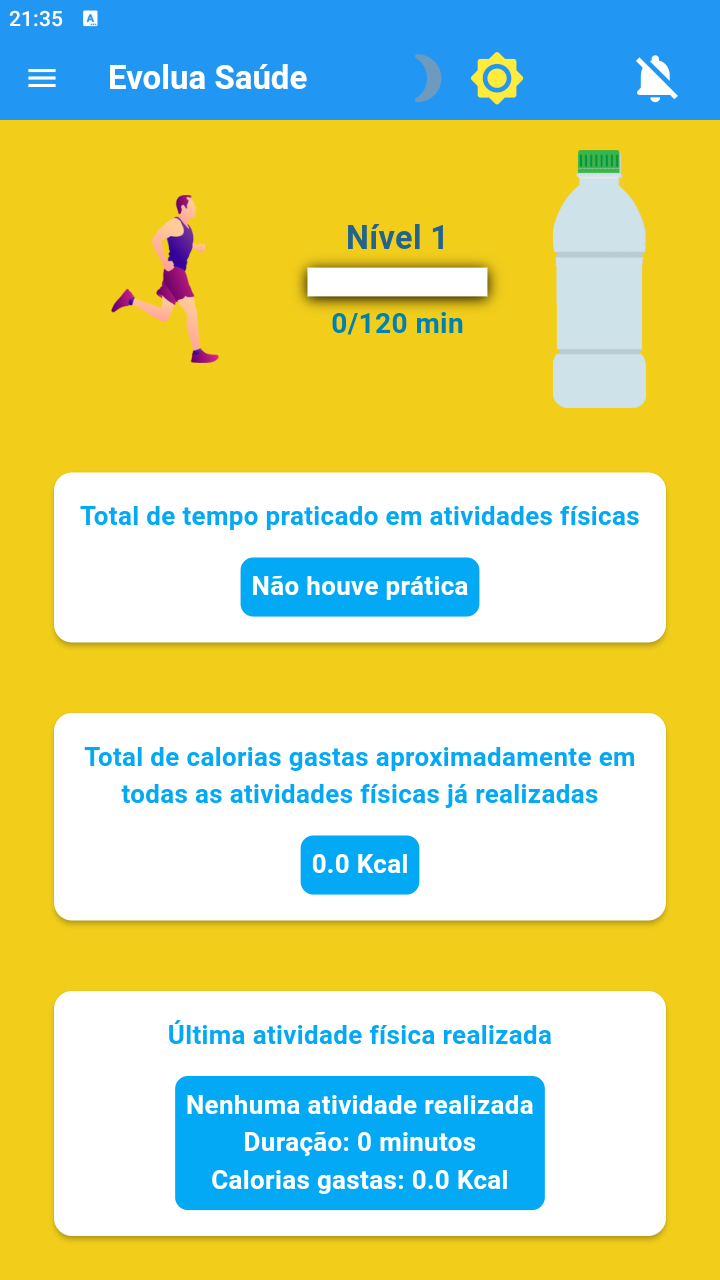 21:35
Evolua Saúde
Nível 1
0/120 min
Total de tempo praticado em atividades físicas
Não houve prática
Total de calorias gastas aproximadamente em
todas as atividades físicas já realizadas
0.0 Kcal
Última atividade física realizada
Nenhuma atividade realizada
Duração: 0 minutos
Calorias gastas: 0.0 Kcal